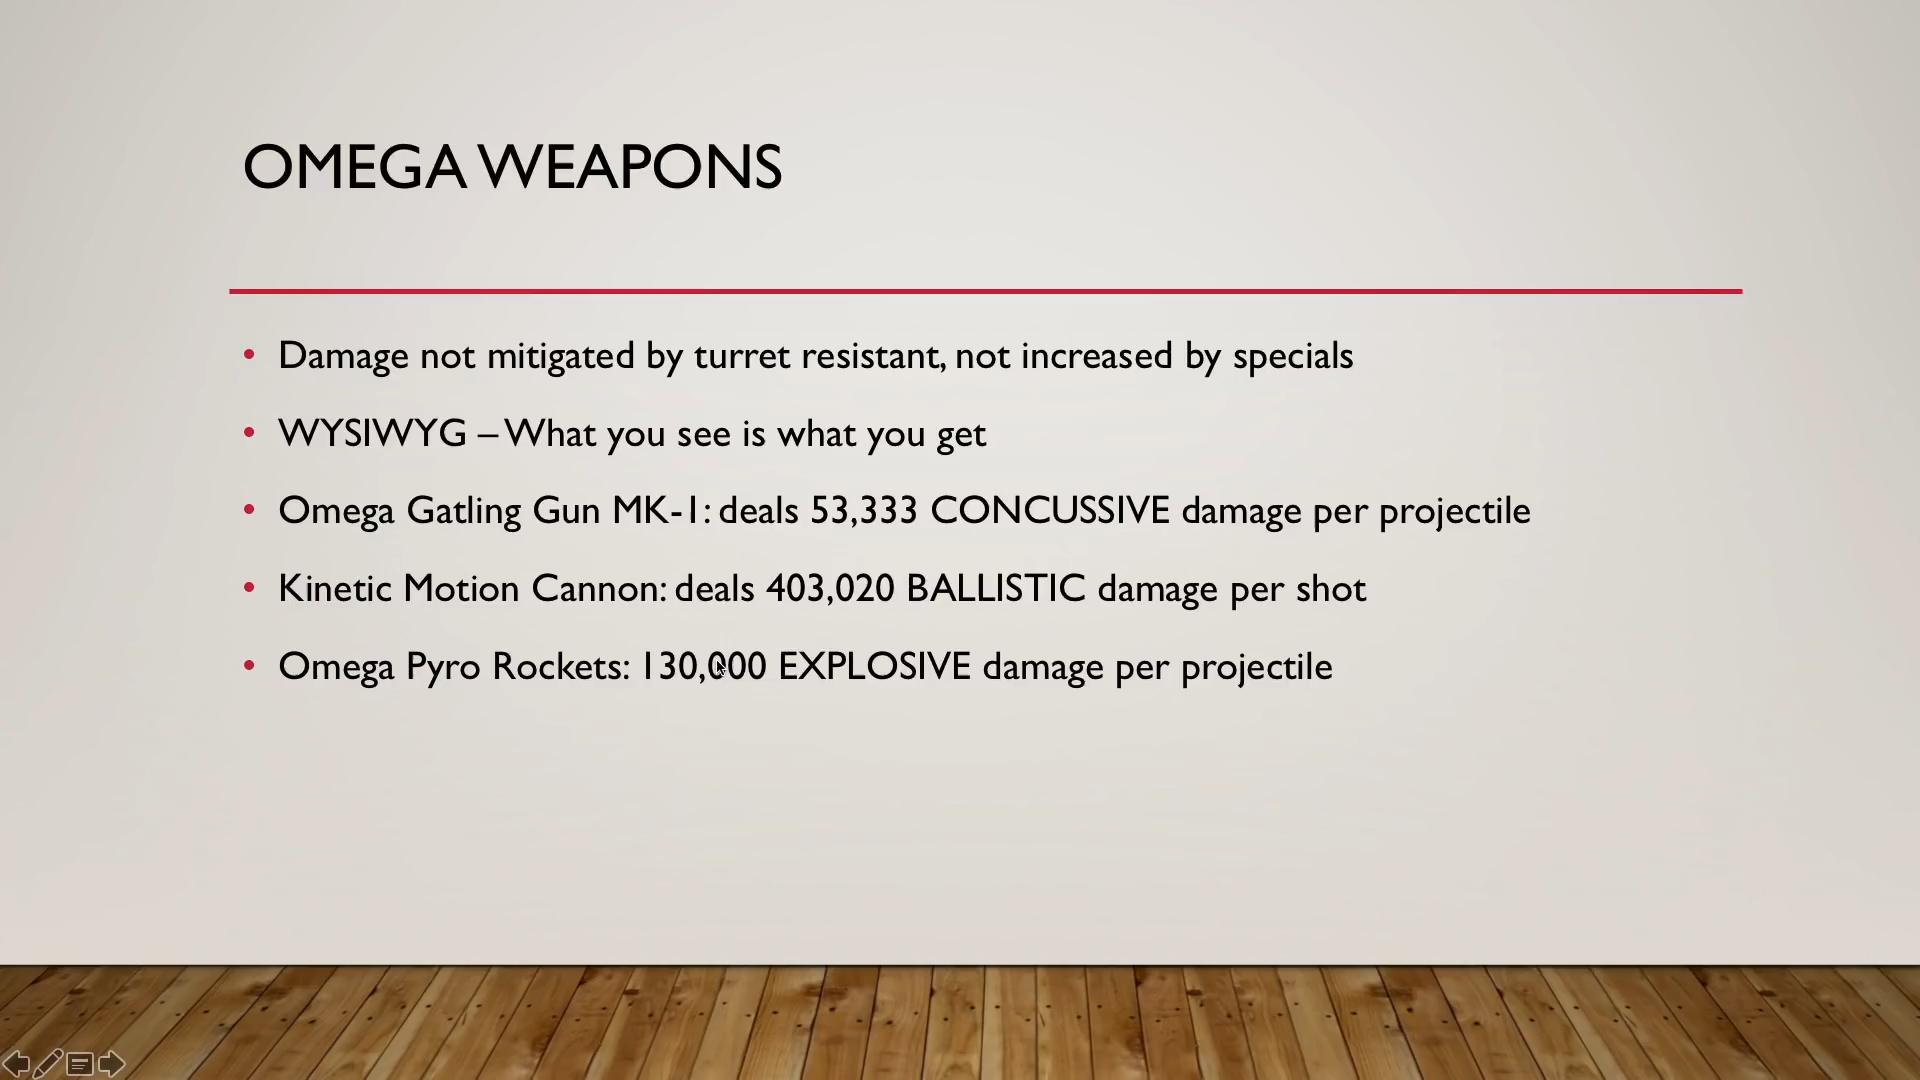 OMEGA WEAPONS
• Damage not mitigated by turret resistant, not increased by specials
• WYSIWYG – What you see is what you get
• Omega Gatling Gun MK-1: deals 53,333 CONCUSSIVE damage per projectile
• Kinetic Motion Cannon: deals 403,020 BALLISTIC damage per shot
• Omega Pyro Rockets: 130,000 EXPLOSIVE damage per projectile